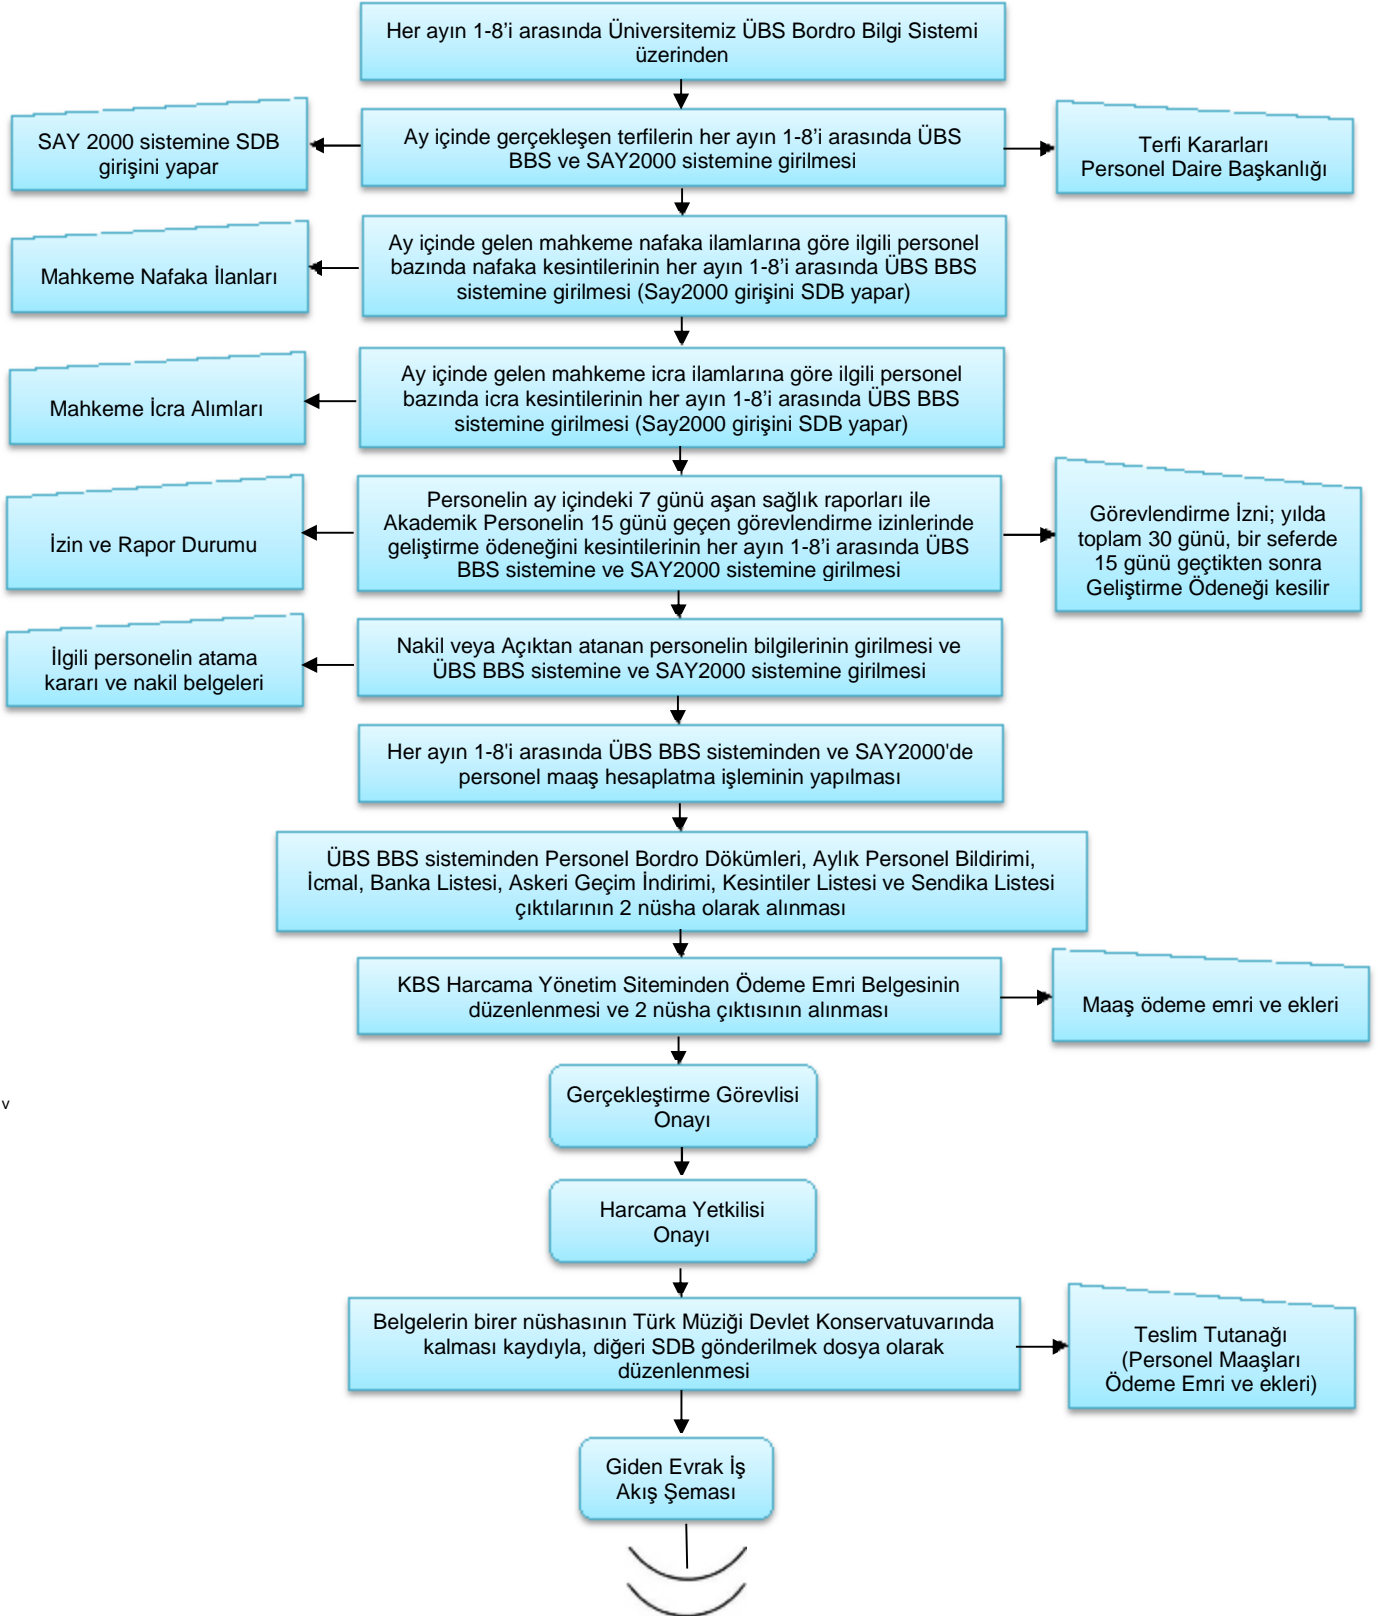 Her ayın 1-8’i arasında Üniversitemiz ÜBS Bordro Bilgi Sistemi
üzerinden
SAY 2000 sistemine SDB
girişini yapar
Ay içinde gerçekleşen terfilerin her ayın 1-8’i arasında ÜBS
BBS ve SAY2000 sistemine girilmesi
Terfi Kararları
Personel Daire Başkanlığı
Mahkeme Nafaka İlanları
Ay içinde gelen mahkeme nafaka ilamlarına göre ilgili personel
bazında nafaka kesintilerinin her ayın 1-8’i arasında ÜBS BBS
sistemine girilmesi (Say2000 girişini SDB yapar)
Mahkeme İcra Alımları
Ay içinde gelen mahkeme icra ilamlarına göre ilgili personel
bazında icra kesintilerinin her ayın 1-8’i arasında ÜBS BBS
sistemine girilmesi (Say2000 girişini SDB yapar)
İzin ve Rapor Durumu
Personelin ay içindeki 7 günü aşan sağlık raporları ile
Akademik Personelin 15 günü geçen görevlendirme izinlerinde
geliştirme ödeneğini kesintilerinin her ayın 1-8’i arasında ÜBS
BBS sistemine ve SAY2000 sistemine girilmesi
Görevlendirme İzni; yılda
toplam 30 günü, bir seferde
15 günü geçtikten sonra
Geliştirme Ödeneği kesilir
İlgili personelin atama
kararı ve nakil belgeleri
Nakil veya Açıktan atanan personelin bilgilerinin girilmesi ve
ÜBS BBS sistemine ve SAY2000 sistemine girilmesi
Her ayın 1-8'i arasında ÜBS BBS sisteminden ve SAY2000'de
personel maaş hesaplatma işleminin yapılması
ÜBS BBS sisteminden Personel Bordro Dökümleri, Aylık Personel Bildirimi,
İcmal, Banka Listesi, Askeri Geçim İndirimi, Kesintiler Listesi ve Sendika Listesi
çıktılarının 2 nüsha olarak alınması
KBS Harcama Yönetim Siteminden Ödeme Emri Belgesinin
düzenlenmesi ve 2 nüsha çıktısının alınması
Maaş ödeme emri ve ekleri
Gerçekleştirme Görevlisi
Onayı
v
Harcama Yetkilisi
Onayı
Belgelerin birer nüshasının Türk Müziği Devlet Konservatuvarında
kalması kaydıyla, diğeri SDB gönderilmek dosya olarak
düzenlenmesi
Teslim Tutanağı
(Personel Maaşları
Ödeme Emri ve ekleri)
Giden Evrak İş
Akış Şeması